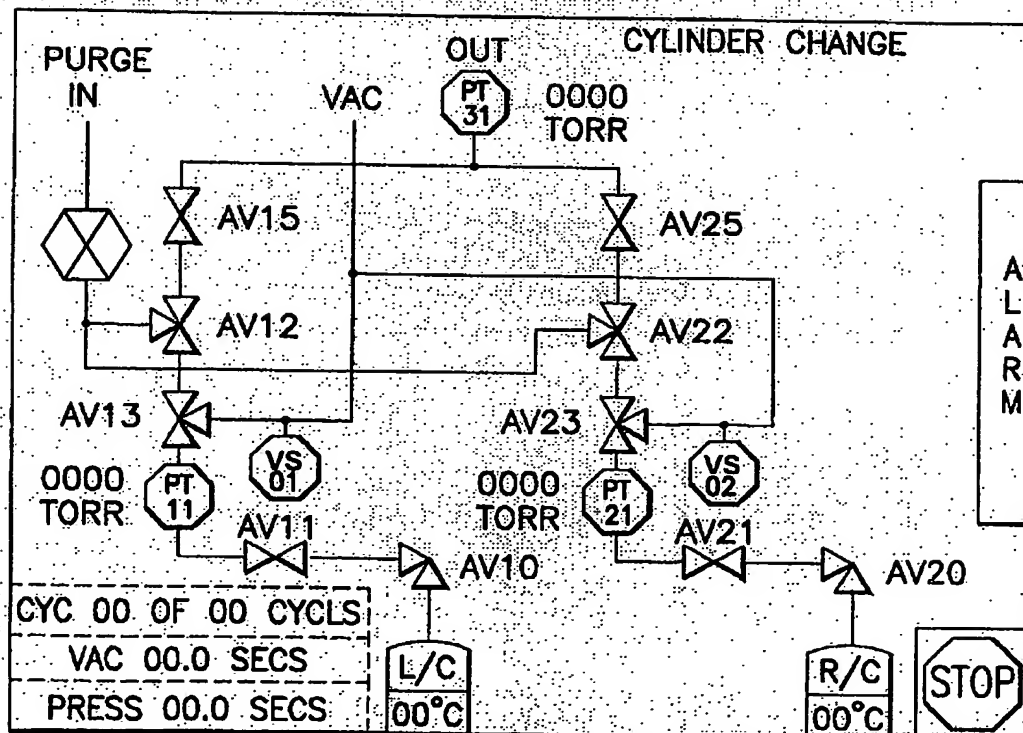 CYLINDER CHANGE
PURGE
IN
VAC
OUT
PT
31
0000
TORR
AV15
AV25
AV12
AV22
AV13
AV23
VS
01
VS
02
0000
TORR
PT
11
0000
TORR
PT
21
AV11
AV21
AV10
AV20
CYC 00 OF 00 CYCLS
VAC 00.0 SECS
PRESS 00.0 SECS
L/C
00°C
R/C
00°C
ALARM
STOP